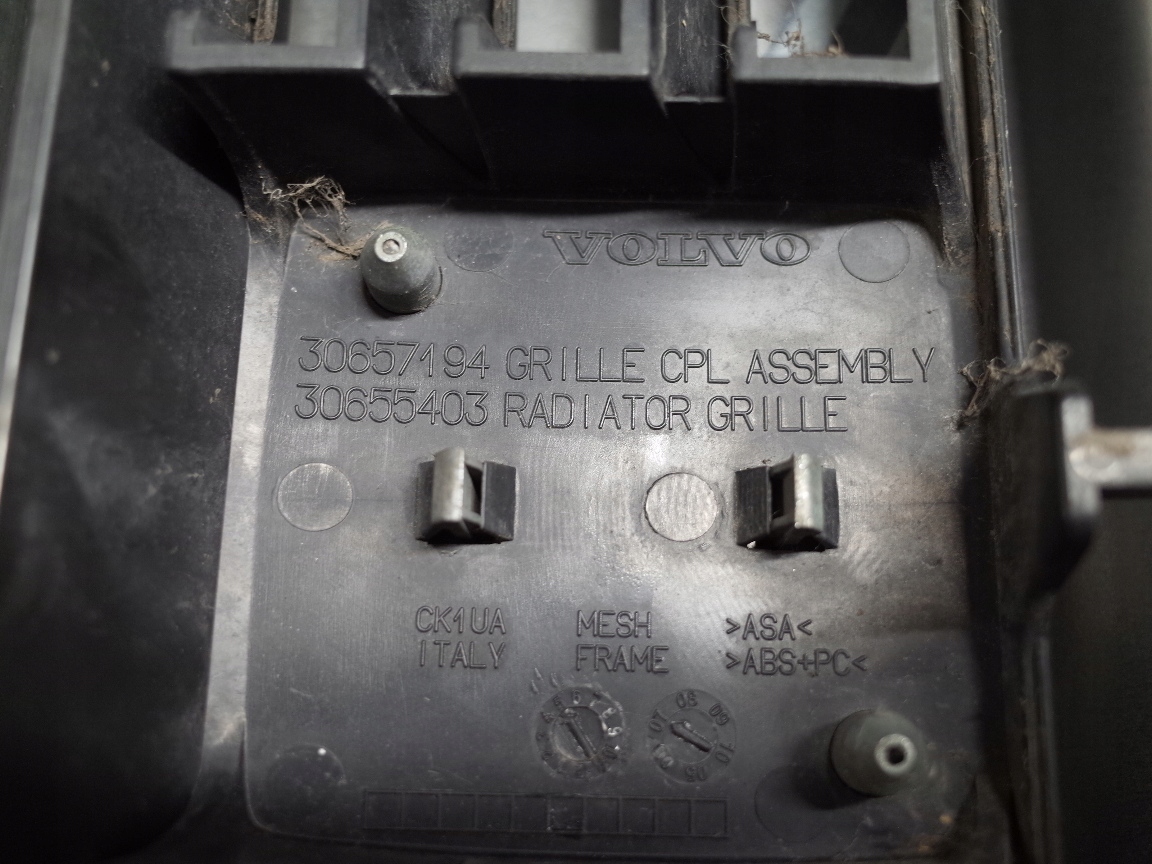 VOLVO
30657194 GRILLE CPL ASSEMBLY
30655403 RADIATOR GRILLE
CK1UA MESH >ASA<
ITALY FRAME >ABS+PC<